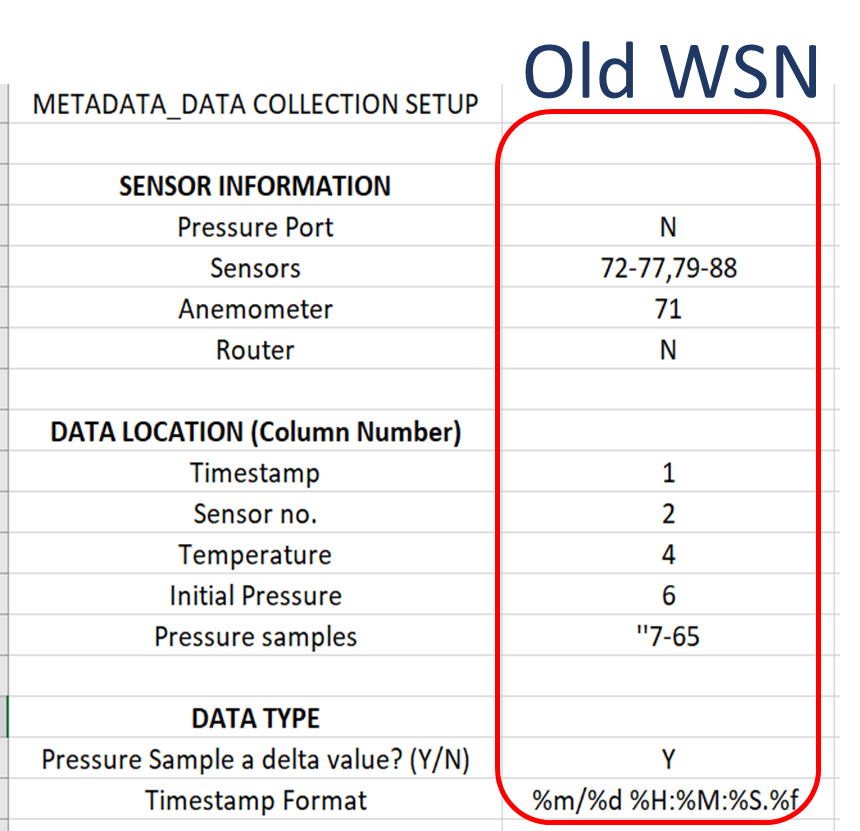 Old WSN
METADATA_DATA COLLECTION SETUP
SENSOR INFORMATION
Pressure Port N
Sensors 72-77,79-88
Anemometer 71
Router N
DATA LOCATION (Column Number)
Timestamp 1
Sensor no. 2
Temperature 4
Initial Pressure 6
Pressure samples "7-65
DATA TYPE
Pressure Sample a delta value? (Y/N) Y
Timestamp Format %m/%d %H:%M:%S.%f